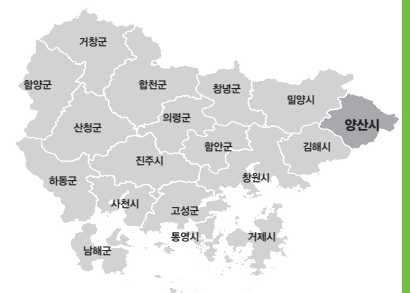 거창군
함양군
합천군
창녕군
밀양시
양산시
의령군
산청군
함안군
김해시
진주시
하동군
창원시
사천시
고성군
통영시
거제시
남해군